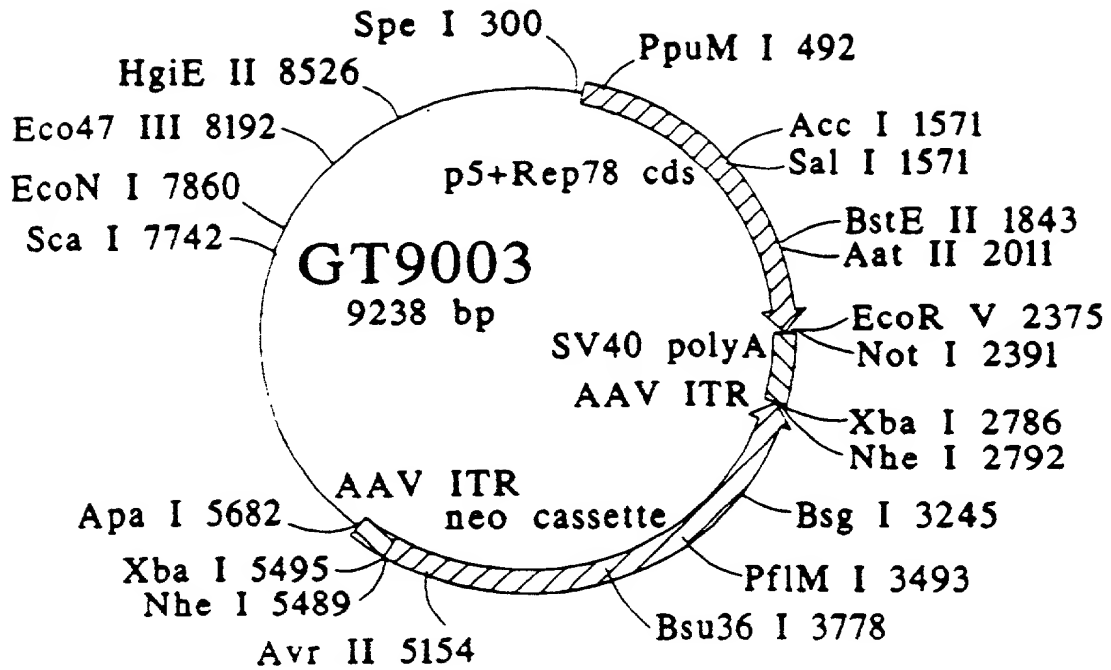 Spe I 300
PpuM I 492
HgiE II 8526
Eco47 III 8192
Acc I 1571
Sal I 1571
p5+Rep78 cds
EcoN I 7860
Sca I 7742
BstE II 1843
Aat II 2011
GT9003
9238 bp
EcoR V 2375
Not I 2391
SV40 polyA
AAV ITR
Xba I 2786
Nhe I 2792
AAV ITR
neo cassette
Apa I 5682
Bsg I 3245
Xba I 5495
Nhe I 5489
PflM I 3493
Bsu36 I 3778
Avr II 5154